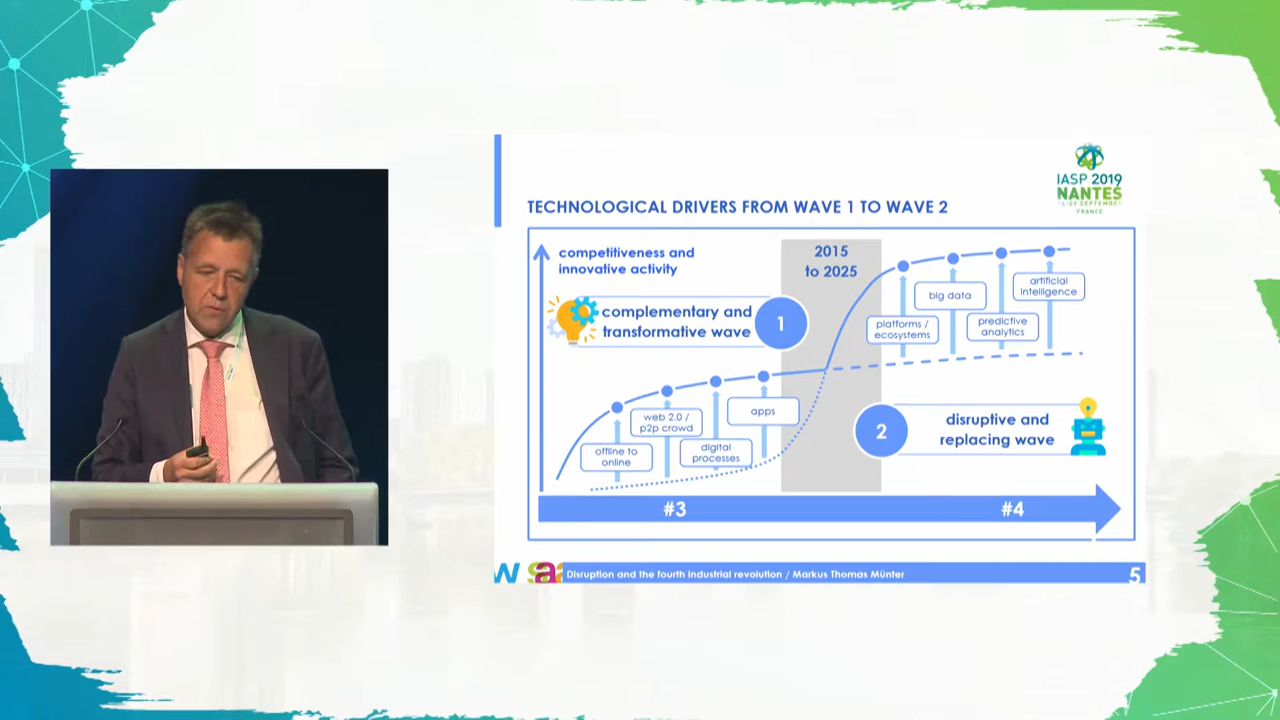 IASP 2019
NANTES
SEPTEMBER
FRANCE
TECHNOLOGICAL DRIVERS FROM WAVE 1 TO WAVE 2
competitiveness and
innovative activity
2015
to 2025
complementary and
transformative wave
1
platforms /
ecosystems
big data
predictive
analytics
artificial
intelligence
offline to
online
web 2.0 /
p2p crowd
digital
processes
apps
2
disruptive and
replacing wave
#3
#4
Disruption and the fourth industrial revolution / Markus Thomas Münter
5